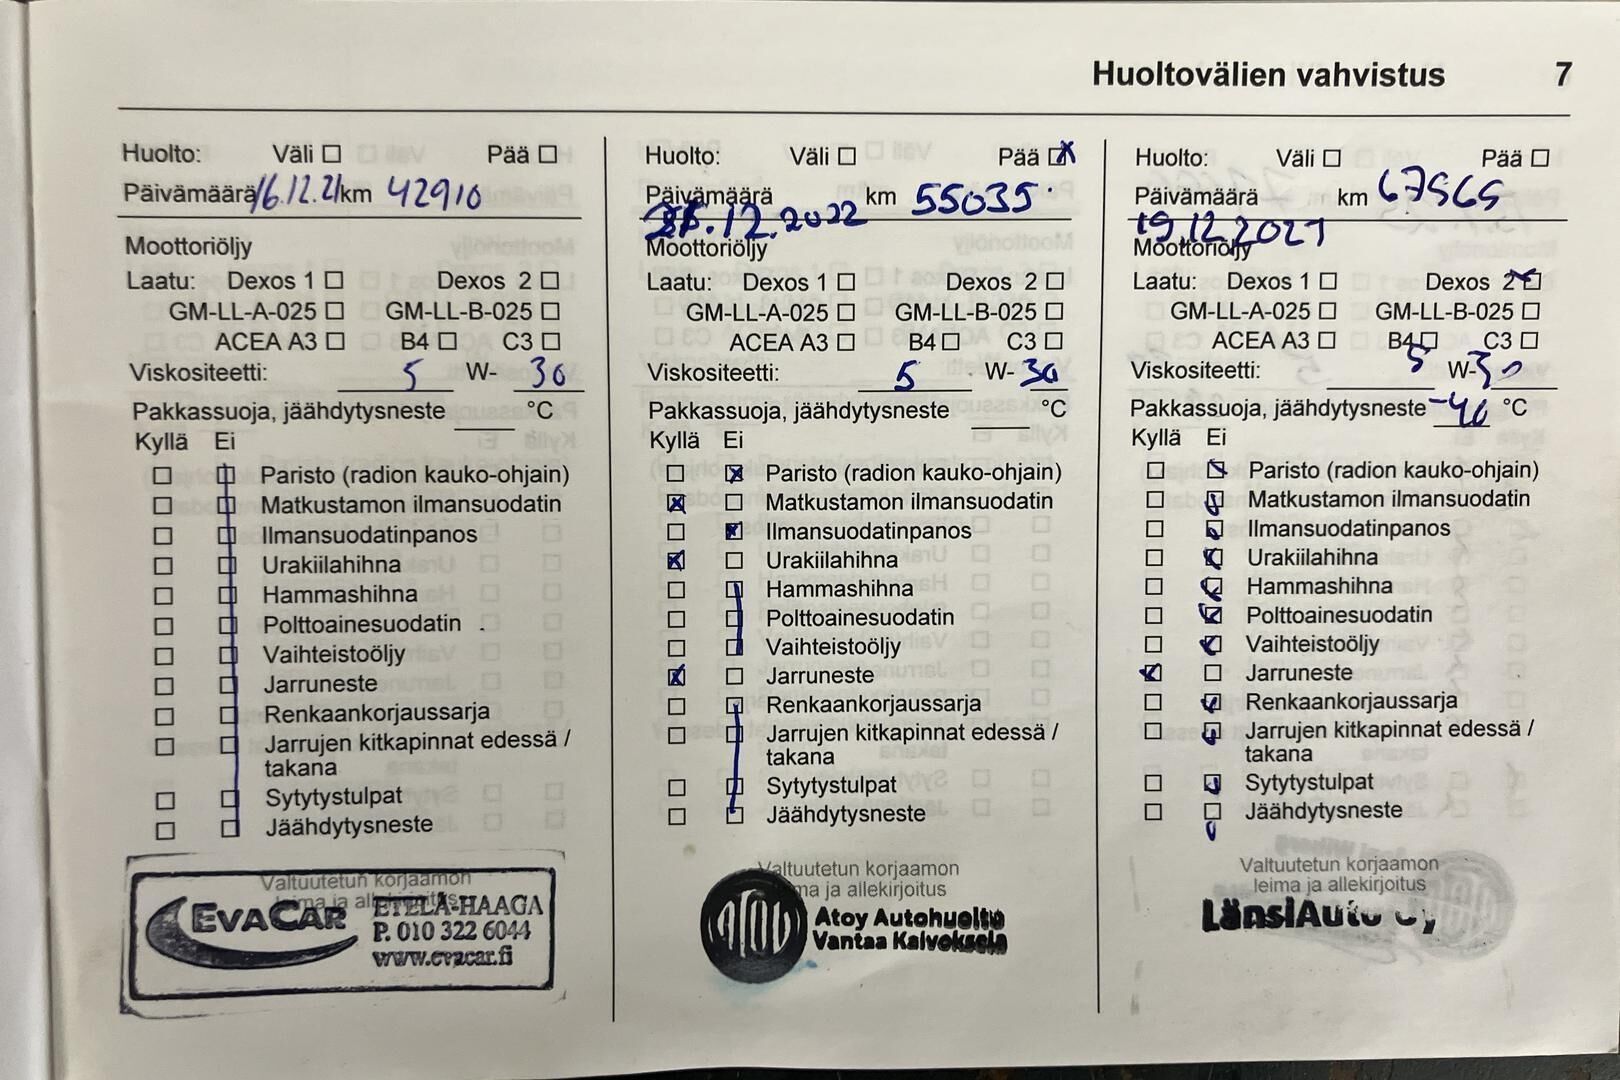 Huoltovälien vahvistus 7
Huolto: Väli Pää
Päivämäärä 16.12.21 km 42910
Moottoriöljy
Laatu: Dexos 1 Dexos 2
GM-LL-A-025 GM-LL-B-025
ACEA A3 B4 C3
Viskositeetti: 5 W- 30
Pakkassuoja, jäähdytysneste °C
Kyllä Ei
Paristo (radion kauko-ohjain)
Matkustamon ilmansuodatin
Ilmansuodatinpanos
Urakiilahihna
Hammashihna
Polttoainesuodatin
Vaihteistoöljy
Jarruneste
Renkaankorjaussarja
Jarrujen kitkapinnat edessä /
takana
Sytytystulpat
Jäähdytysneste
Valtuutetun korjaamon
leima ja allekirjoitus
EVACAR
ETELÄ-HAAGA
P. 010 322 6044
www.evacar.fi
Huolto: Väli Pää x
Päivämäärä km 55035
.12.2022
Moottoriöljy
Laatu: Dexos 1 Dexos 2
GM-LL-A-025 GM-LL-B-025
ACEA A3 B4 C3
Viskositeetti: 5 W- 30
Pakkassuoja, jäähdytysneste °C
Kyllä Ei
Paristo (radion kauko-ohjain)
Matkustamon ilmansuodatin
Ilmansuodatinpanos
Urakiilahihna
Hammashihna
Polttoainesuodatin
Vaihteistoöljy
Jarruneste
Renkaankorjaussarja
Jarrujen kitkapinnat edessä /
takana
Sytytystulpat
Jäähdytysneste
Valtuutetun korjaamon
leima ja allekirjoitus
Atoy Autohuolto
Vantaa Kaivoksela
Huolto: Väli Pää
Päivämäärä km 67565
19.12.202
Moottoriöljy
Laatu: Dexos 1 Dexos 2
GM-LL-A-025 GM-LL-B-025
ACEA A3 B4 C3
Viskositeetti: 5 W- 30
Pakkassuoja, jäähdytysneste -40 °C
Kyllä Ei
Paristo (radion kauko-ohjain)
Matkustamon ilmansuodatin
Ilmansuodatinpanos
Urakiilahihna
Hammashihna
Polttoainesuodatin
Vaihteistoöljy
Jarruneste
Renkaankorjaussarja
Jarrujen kitkapinnat edessä /
takana
Sytytystulpat
Jäähdytysneste
Valtuutetun korjaamon
leima ja allekirjoitus
LänsiAuto Oy